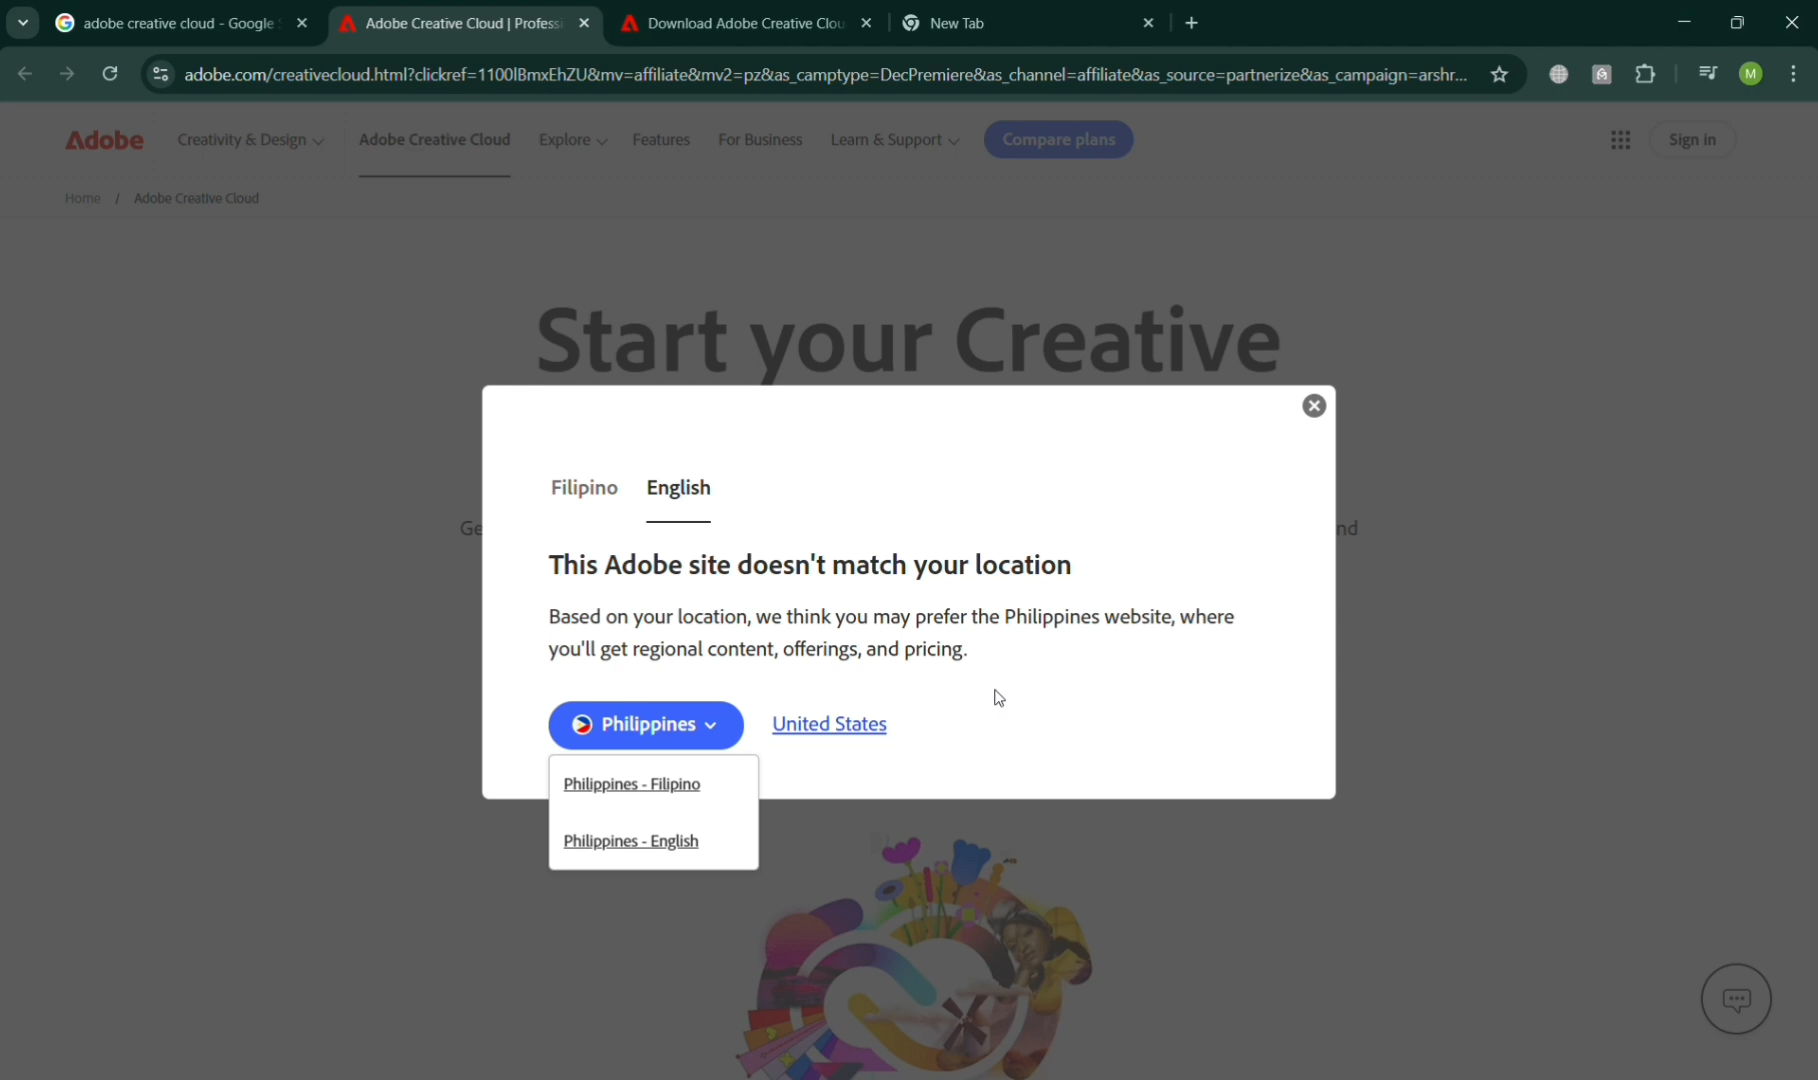 adobe creative cloud - Google
Adobe Creative Cloud | Profess
Download Adobe Creative Clou
New Tab
adobe.com/creativecloud.html?clickref=1100lBmxEhZU&mv=affiliate&mv2=pz&as_camptype=DecPremiere&as_channel=affiliate&as_source=partnerize&as_campaign=arshr...
M
Adobe
Creativity & Design
Adobe Creative Cloud
Explore
Features
For Business
Learn & Support
Compare plans
Sign in
Home / Adobe Creative Cloud
Start your Creative
Ge
nd
Filipino
English
This Adobe site doesn't match your location
Based on your location, we think you may prefer the Philippines website, where
you'll get regional content, offerings, and pricing.
Philippines
United States
Philippines - Filipino
Philippines - English